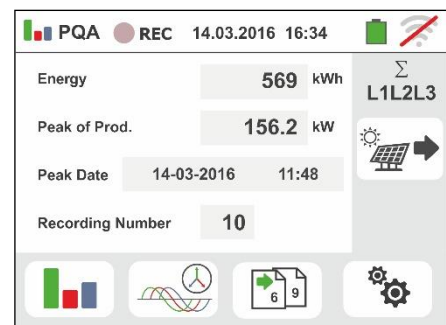 PQA REC 14.03.2016 16:34
Energy 569 kWh
Σ
L1L2L3
Peak of Prod. 156.2 kW
Peak Date 14-03-2016 11:48
Recording Number 10
6 9